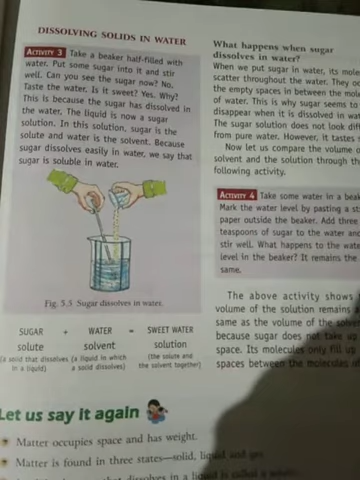 DISSOLVING SOLIDS IN WATER
ACTIVITY 3 Take a beaker half-filled with
water. Put some sugar into it and stir
well. Can you see the sugar now? No.
Taste the water. Is it sweet? Yes. Why?
This is because the sugar has dissolved in
the water. The liquid is now a sugar
solution. In this solution, sugar is the
solute and water is the solvent. Because
sugar dissolves easily in water, we say that
sugar is soluble in water.
Fig. 5.5 Sugar dissolves in water.
SUGAR + WATER = SWEET WATER
solute solvent solution
(a solid that dissolves (a liquid in which (the solute and
in a liquid) a solid dissolves) the solvent together)
Let us say it again
Matter occupies space and has weight.
Matter is found in three states—solid, liquid and gas.
that dissolves in a liquid is called a
What happens when sugar
dissolves in water?
When we put sugar in water, its
scatter throughout the water. They
the empty spaces in between the
of water. This is why sugar seems to
disappear when it is dissolved in
The sugar solution does not look
from pure water. However, it tastes
Now let us compare the volume
solvent and the solution through
following activity.
ACTIVITY 4 Take some water in a
Mark the water level by pasting a
paper outside the beaker. Add three
teaspoons of sugar to the water and
stir well. What happens to the
level in the beaker? It remains the
same.
The above activity shows
volume of the solution remains
same as the volume of the
because sugar does not take up
space. Its molecules only fill up
spaces between the molecules of